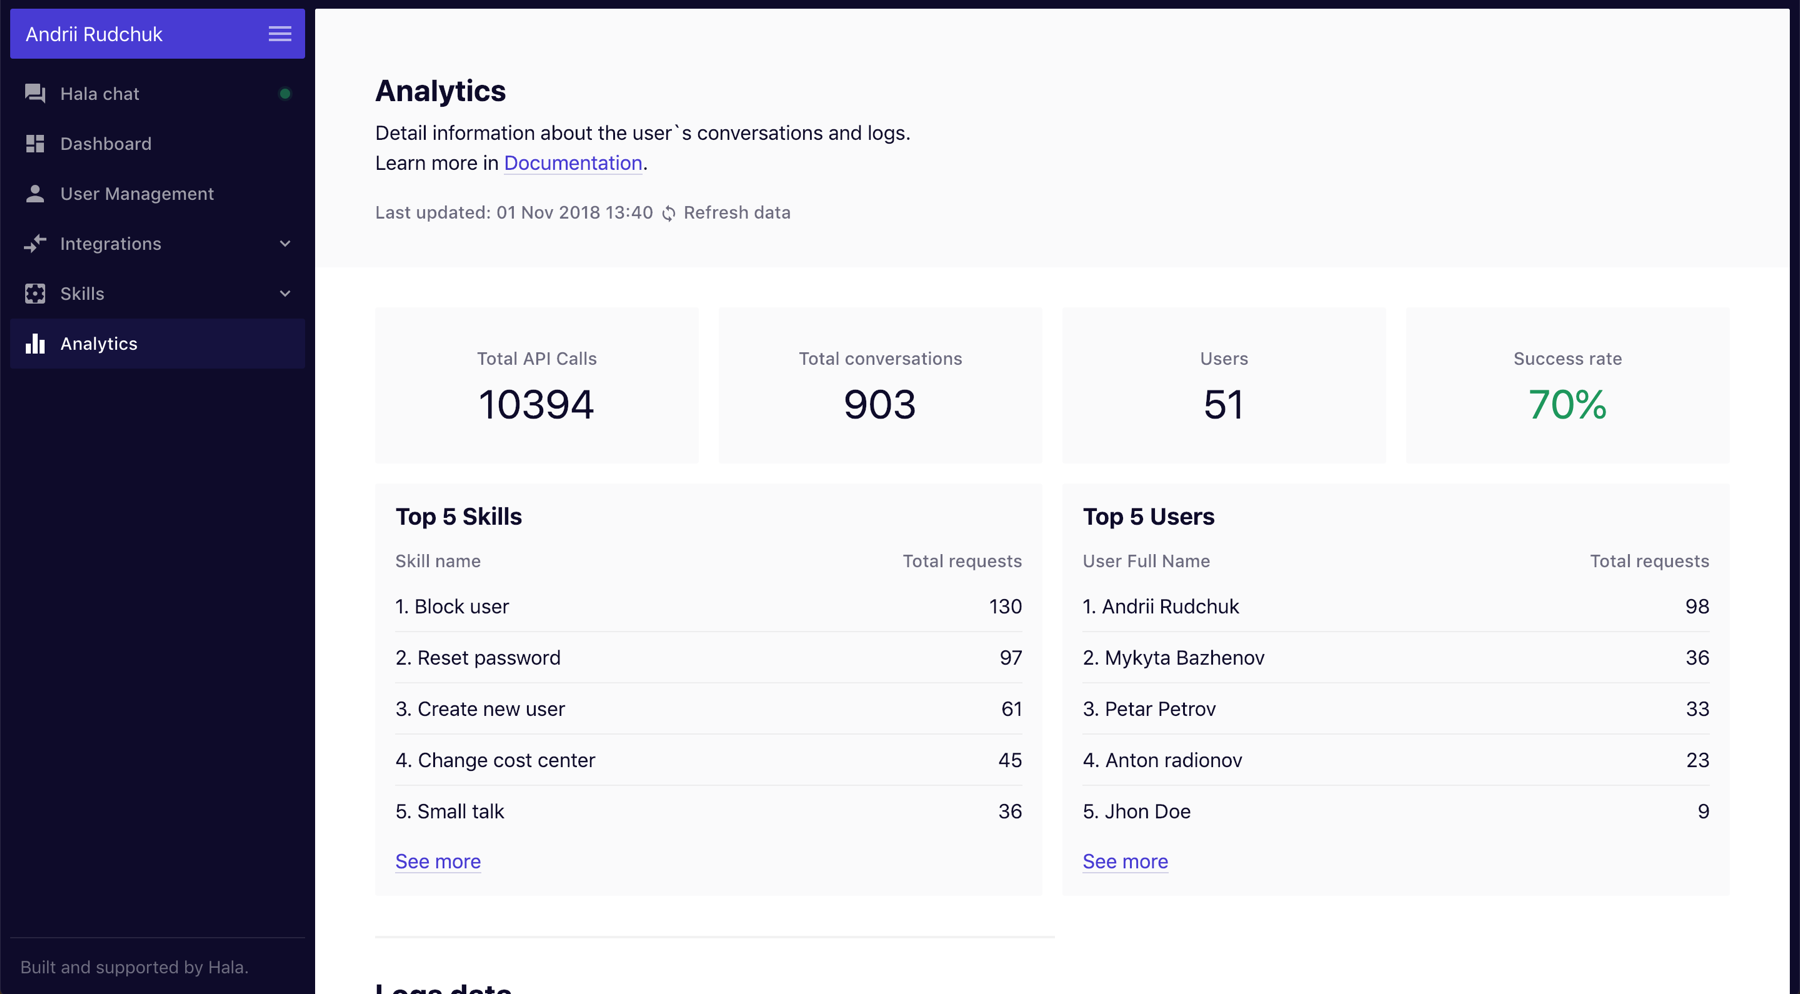 Andrii Rudchuk
Hala chat
Dashboard
User Management
Integrations
Skills
Analytics
Built and supported by Hala.
Analytics
Detail information about the user`s conversations and logs.
Learn more in Documentation.
Last updated: 01 Nov 2018 13:40 Refresh data
Total API Calls
10394
Total conversations
903
Users
51
Success rate
70%
Top 5 Skills
Skill name Total requests
1. Block user 130
2. Reset password 97
3. Create new user 61
4. Change cost center 45
5. Small talk 36
See more
Top 5 Users
User Full Name Total requests
1. Andrii Rudchuk 98
2. Mykyta Bazhenov 36
3. Petar Petrov 33
4. Anton radionov 23
5. Jhon Doe 9
See more
Logs data